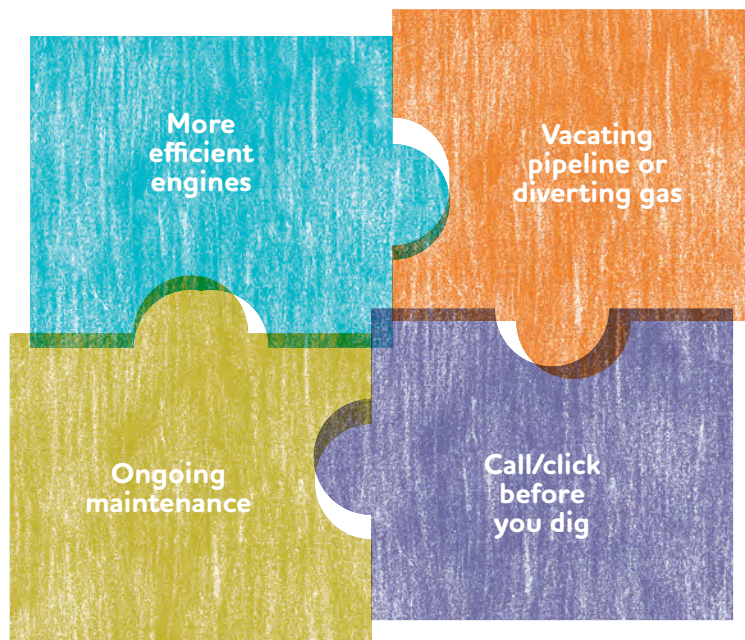 More
efficient
engines
Vacating
pipeline or
diverting gas
Ongoing
maintenance
Call/click
before
you dig